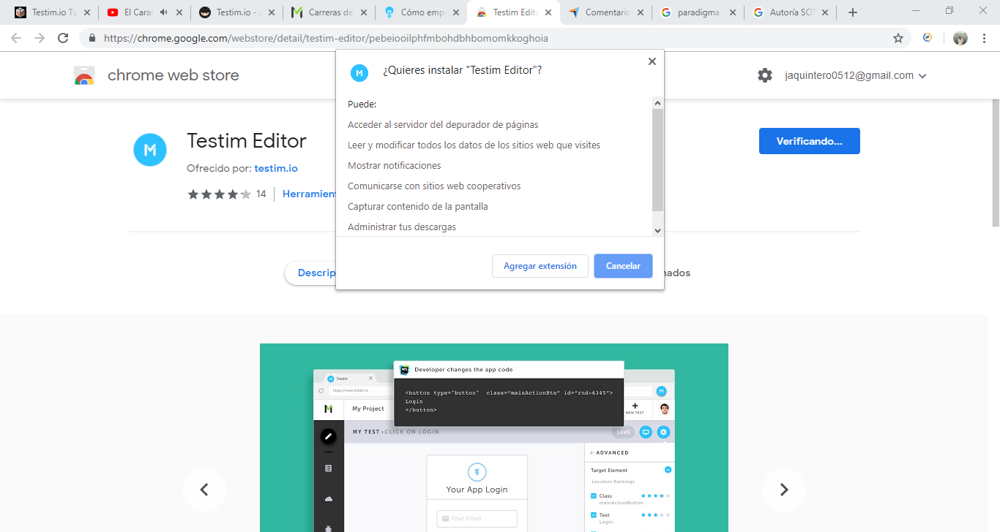 Testim.io Tu
El Caran
Testim.io - a
Carreras de
Cómo emp
Testim Edito
Comentario
paradigma
Autoría SOT
https://chrome.google.com/webstore/detail/testim-editor/pebeiooilphfmbohdbhbomomkkoghoia
chrome web store
jaquintero0512@gmail.com
M
¿Quieres instalar "Testim Editor"?
Puede:
Acceder al servidor del depurador de páginas
Leer y modificar todos los datos de los sitios web que visites
Mostrar notificaciones
Comunicarse con sitios web cooperativos
Capturar contenido de la pantalla
Administrar tus descargas
Agregar extensión
Cancelar
M
Testim Editor
Ofrecido por: testim.io
14
Herramient
Verificando...
Descrip
nados
Developer changes the app code
<button type="button" class="mainActionBtn" id="rnd-6345">
Login
</button>
Testim
https://www.testim.io
M
My Project
NEW TEST
MY TEST › CLICK ON LOGIN
SAVE
Your App Login
Your Email
ADVANCED
Target Element
Locators Rankings
Class
mainActionButton
Text
Login